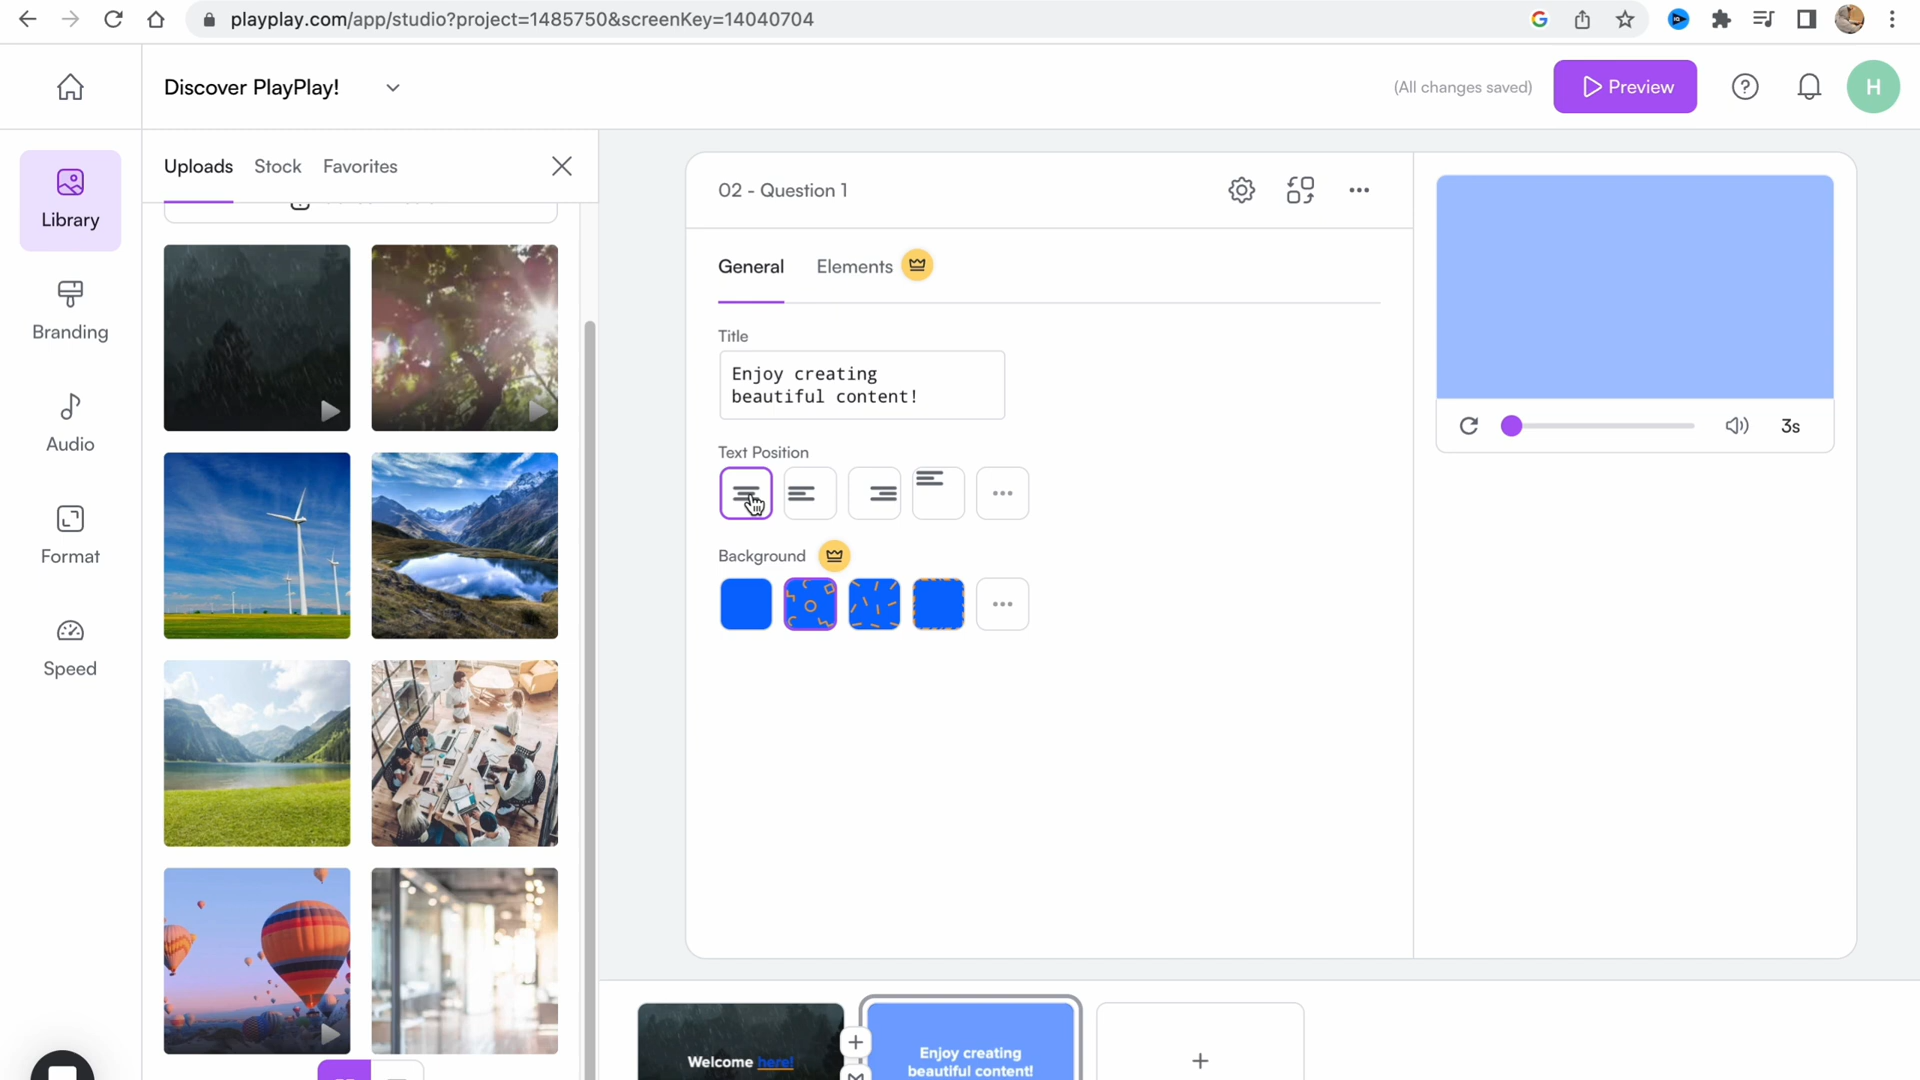 playplay.com/app/studio?project=1485750&screenKey=14040704
Discover PlayPlay!
(All changes saved)
Preview
H
Library
Branding
Audio
Format
Speed
Uploads
Stock
Favorites
02 - Question 1
General
Elements
Title
Enjoy creating
beautiful content!
Text Position
Background
3s
Welcome here!
Enjoy creating
beautiful content!